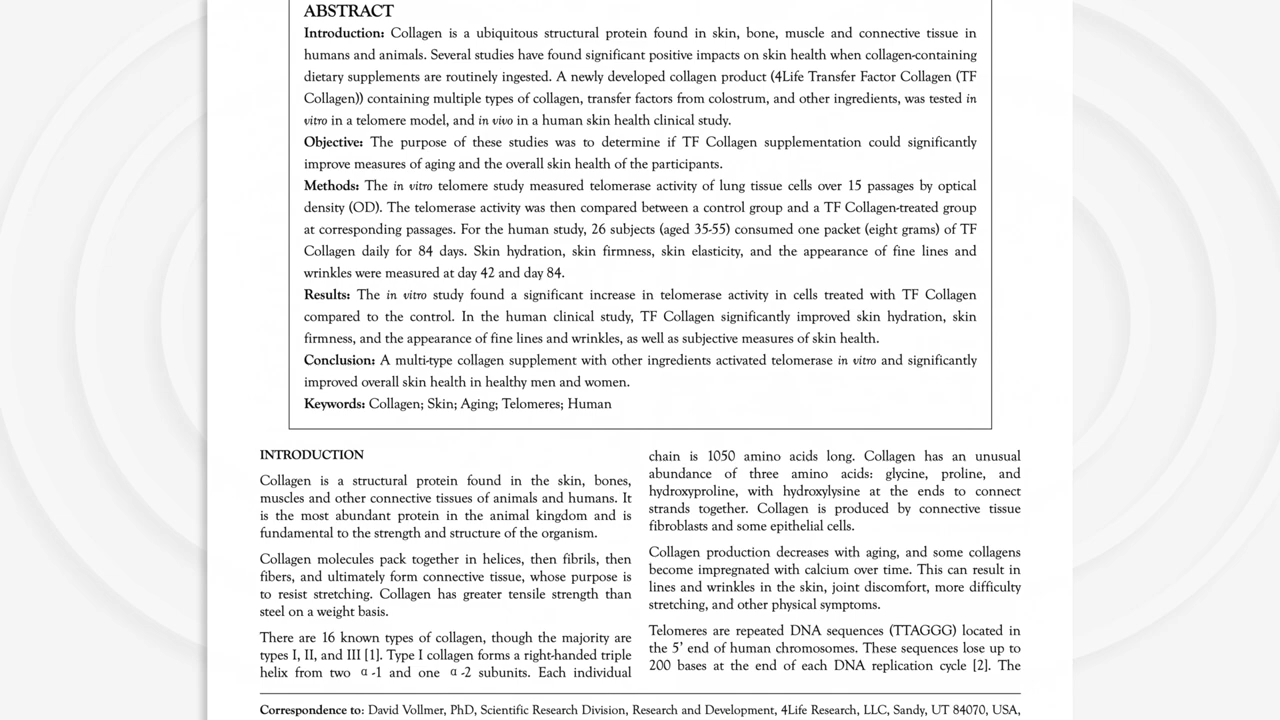 ABSTRACT
Introduction: Collagen is a ubiquitous structural protein found in skin, bone, muscle and connective tissue in
humans and animals. Several studies have found significant positive impacts on skin health when collagen-containing
dietary supplements are routinely ingested. A newly developed collagen product (4Life Transfer Factor Collagen (TF
Collagen)) containing multiple types of collagen, transfer factors from colostrum, and other ingredients, was tested in
vitro in a telomere model, and in vivo in a human skin health clinical study.
Objective: The purpose of these studies was to determine if TF Collagen supplementation could significantly
improve measures of aging and the overall skin health of the participants.
Methods: The in vitro telomere study measured telomerase activity of lung tissue cells over 15 passages by optical
density (OD). The telomerase activity was then compared between a control group and a TF Collagen-treated group
at corresponding passages. For the human study, 26 subjects (aged 35-55) consumed one packet (eight grams) of TF
Collagen daily for 84 days. Skin hydration, skin firmness, skin elasticity, and the appearance of fine lines and
wrinkles were measured at day 42 and day 84.
Results: The in vitro study found a significant increase in telomerase activity in cells treated with TF Collagen
compared to the control. In the human clinical study, TF Collagen significantly improved skin hydration, skin
firmness, and the appearance of fine lines and wrinkles, as well as subjective measures of skin health.
Conclusion: A multi-type collagen supplement with other ingredients activated telomerase in vitro and significantly
improved overall skin health in healthy men and women.
Keywords: Collagen; Skin; Aging; Telomeres; Human
INTRODUCTION
Collagen is a structural protein found in the skin, bones,
muscles and other connective tissues of animals and humans. It
is the most abundant protein in the animal kingdom and is
fundamental to the strength and structure of the organism.
Collagen molecules pack together in helices, then fibrils, then
fibers, and ultimately form connective tissue, whose purpose is
to resist stretching. Collagen has greater tensile strength than
steel on a weight basis.
There are 16 known types of collagen, though the majority are
types I, II, and III [1]. Type I collagen forms a right-handed triple
helix from two α-1 and one α-2 subunits. Each individual
chain is 1050 amino acids long. Collagen has an unusual
abundance of three amino acids: glycine, proline, and
hydroxyproline, with hydroxylysine at the ends to connect
strands together. Collagen is produced by connective tissue
fibroblasts and some epithelial cells.
Collagen production decreases with aging, and some collagens
become impregnated with calcium over time. This can result in
lines and wrinkles in the skin, joint discomfort, more difficulty
stretching, and other physical symptoms.
Telomeres are repeated DNA sequences (TTAGGG) located in
the 5' end of human chromosomes. These sequences lose up to
200 bases at the end of each DNA replication cycle [2]. The
Correspondence to: David Vollmer, PhD, Scientific Research Division, Research and Development, 4Life Research, LLC, Sandy, UT 84070, USA,